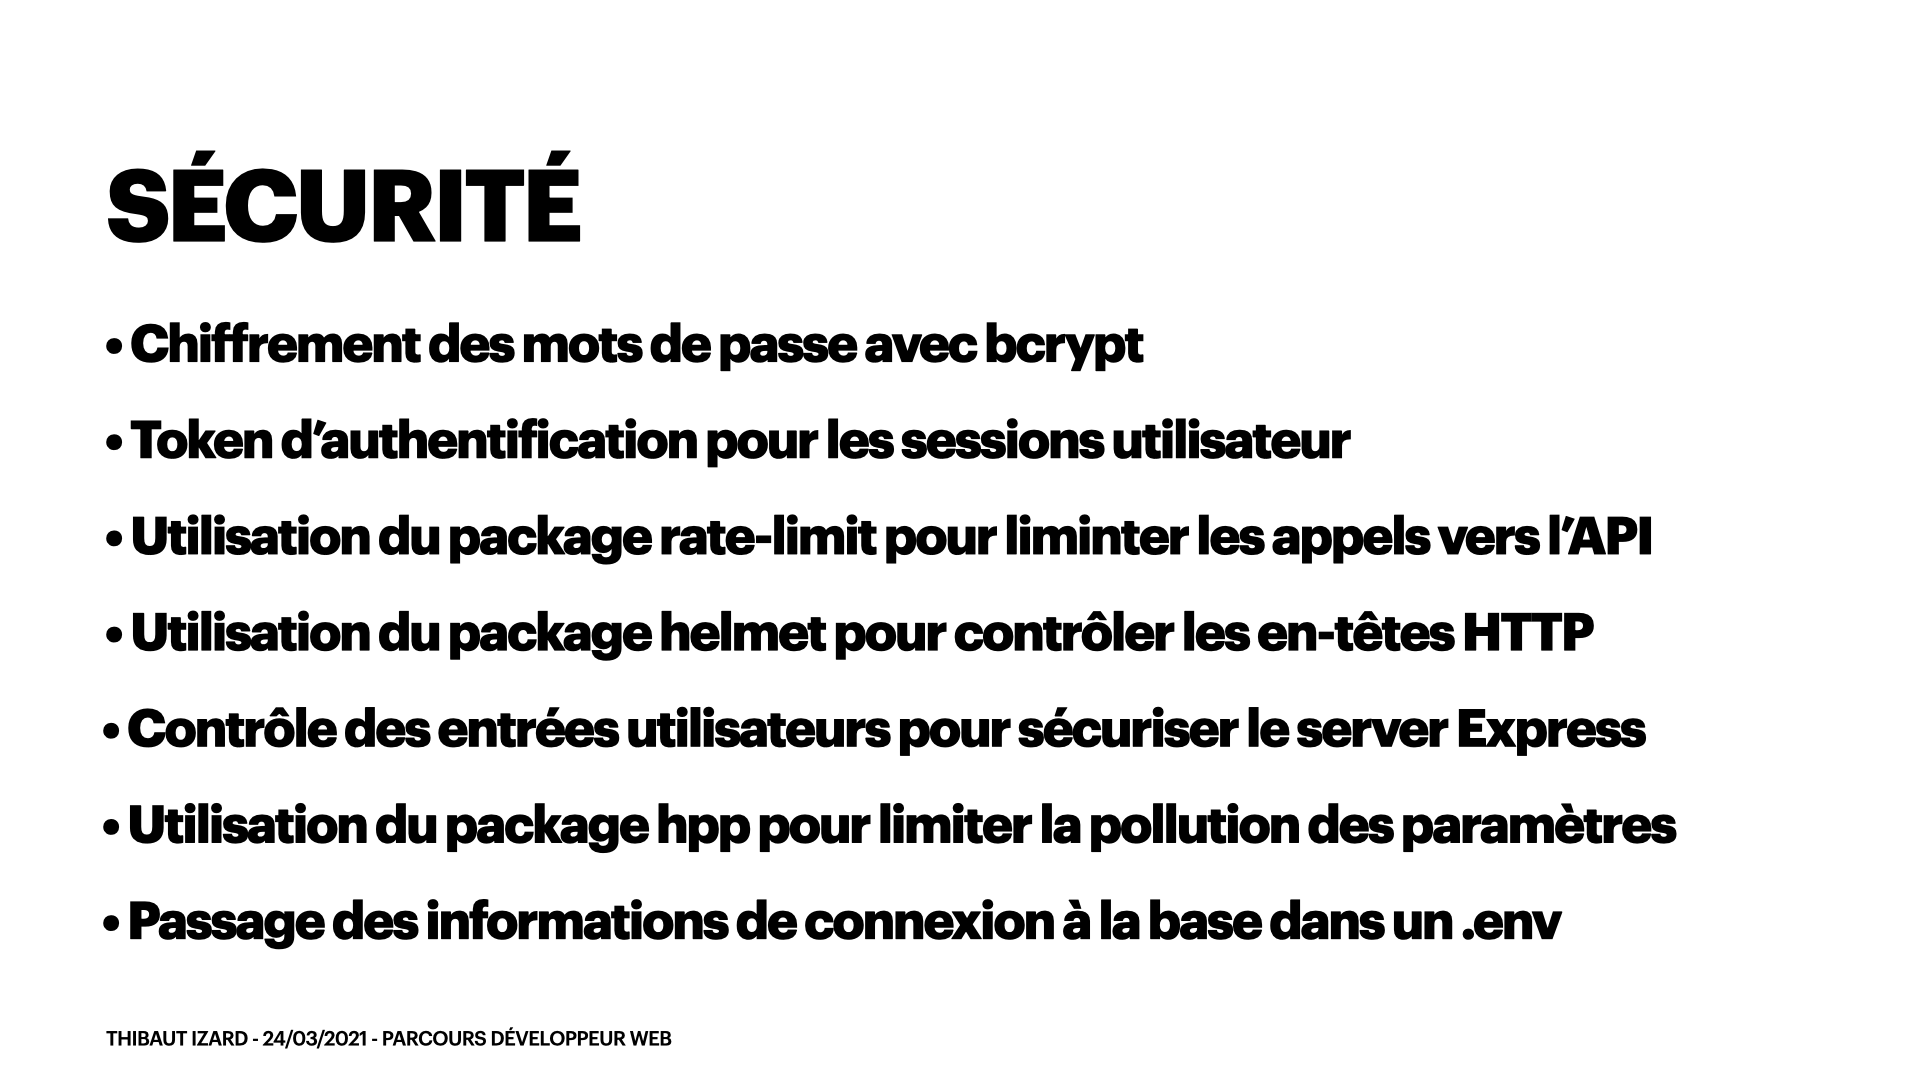 SÉCURITÉ
• Chiffrement des mots de passe avec bcrypt
• Token d’authentification pour les sessions utilisateur
• Utilisation du package rate-limit pour liminter les appels vers l’API
• Utilisation du package helmet pour contrôler les en-têtes HTTP
• Contrôle des entrées utilisateurs pour sécuriser le server Express
• Utilisation du package hpp pour limiter la pollution des paramètres
• Passage des informations de connexion à la base dans un .env
THIBAUT IZARD - 24/03/2021 - PARCOURS DÉVELOPPEUR WEB